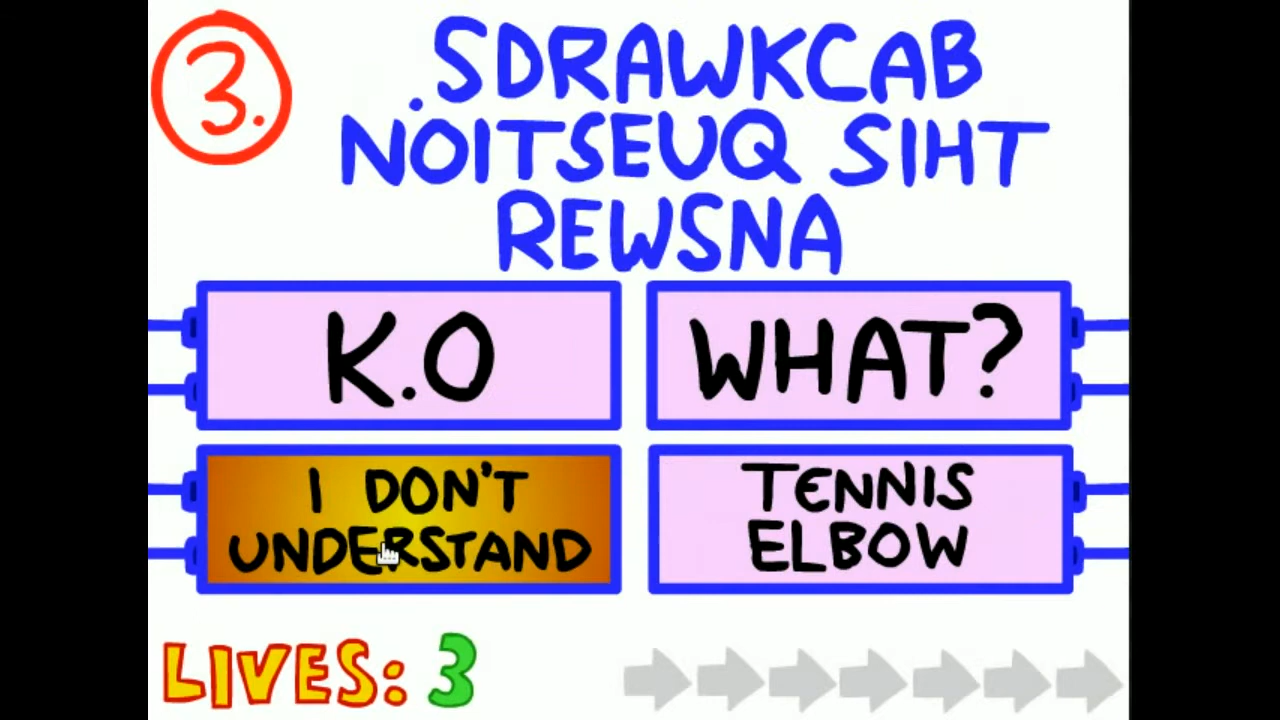 3.
.SDRAWKCAB
NOITSEUQ SIHT
REWSNA
K.O
WHAT?
I DON'T
UNDERSTAND
TENNIS
ELBOW
LIVES: 3